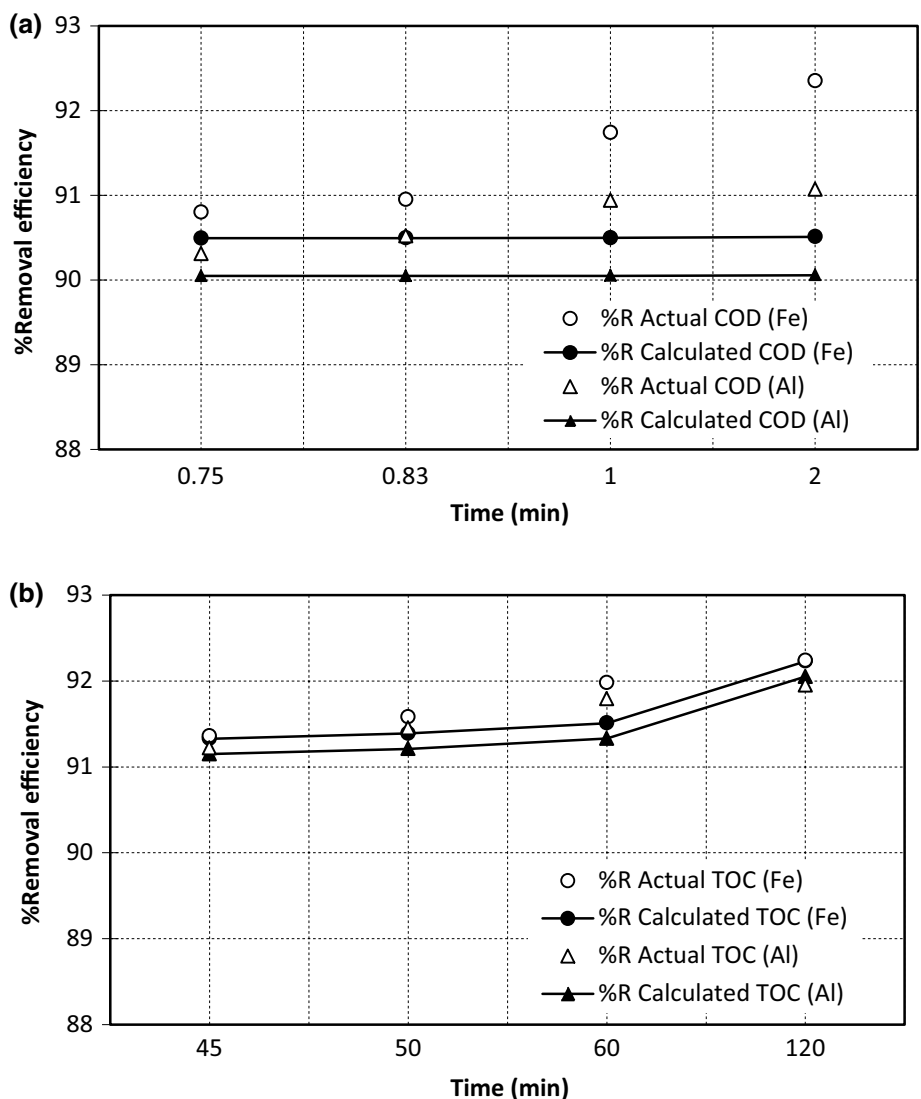 (a)
93
92
91
90
89
88
%Removal efficiency
%R Actual COD (Fe)
%R Calculated COD (Fe)
%R Actual COD (Al)
%R Calculated COD (Al)
0.75 0.83 1 2
Time (min)
(b)
93
92
91
90
89
88
%Removal efficiency
%R Actual TOC (Fe)
%R Calculated TOC (Fe)
%R Actual TOC (Al)
%R Calculated TOC (Al)
45 50 60 120
Time (min)